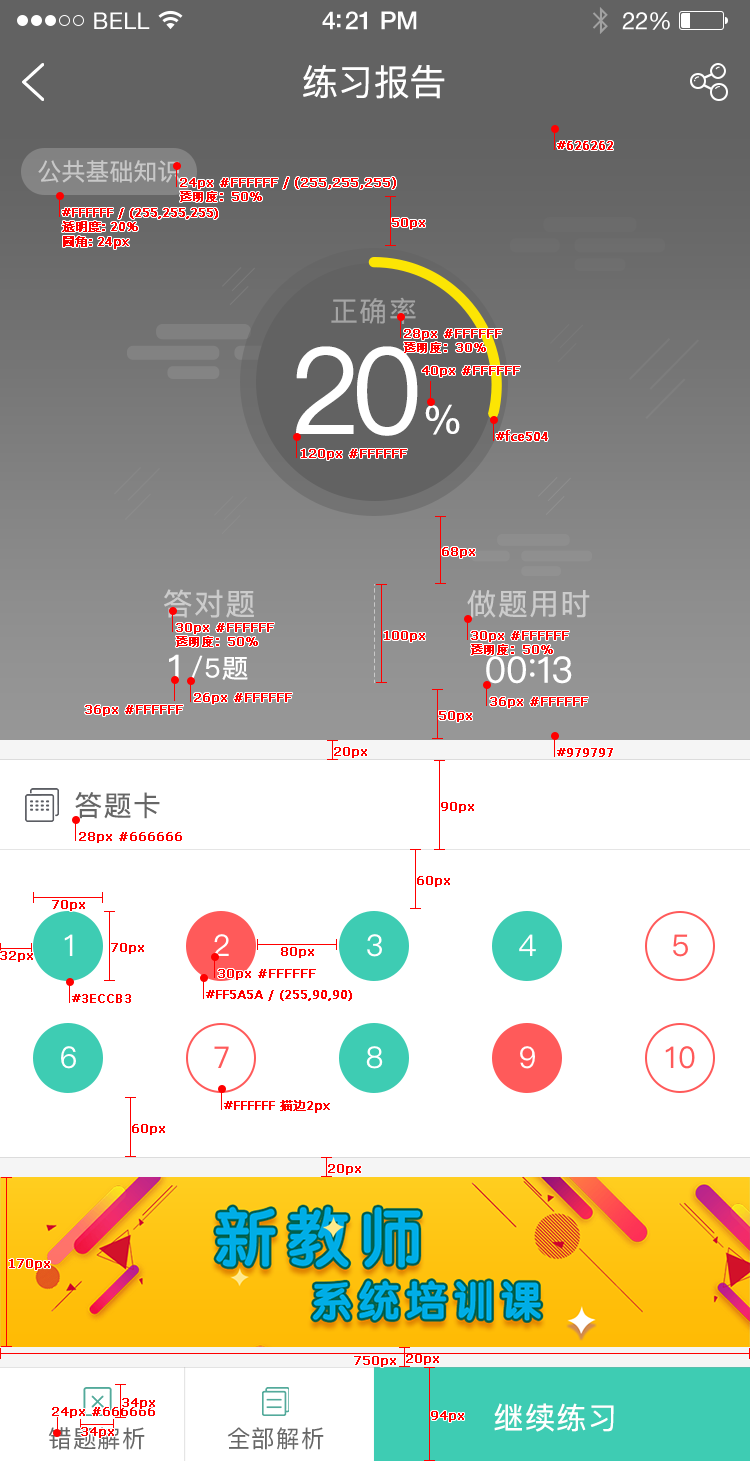 BELL 4:21 PM 22%
练习报告
#626262
公共基础知识
24px #FFFFFF / (255,255,255)
透明度：50%
#FFFFFF / (255,255,255)
透明度：20%
圆角：24px
50px
正确率
28px #FFFFFF
透明度：30%
40px #FFFFFF
20%
#fce504
120px #FFFFFF
68px
答对题
做题用时
30px #FFFFFF
透明度：50%
100px
30px #FFFFFF
透明度：50%
1/5题
00:13
26px #FFFFFF
36px #FFFFFF
36px #FFFFFF
50px
20px
#979797
答题卡
90px
28px #666666
60px
70px
1 2 3 4 5
32px
70px
80px
30px #FFFFFF
#3ECCB3
#FF5A5A / (255,90,90)
6 7 8 9 10
#FFFFFF 描边2px
60px
20px
新教师
170px
系统培训课
750px
20px
34px
24px #666666
94px
34px
错题解析
全部解析
继续练习